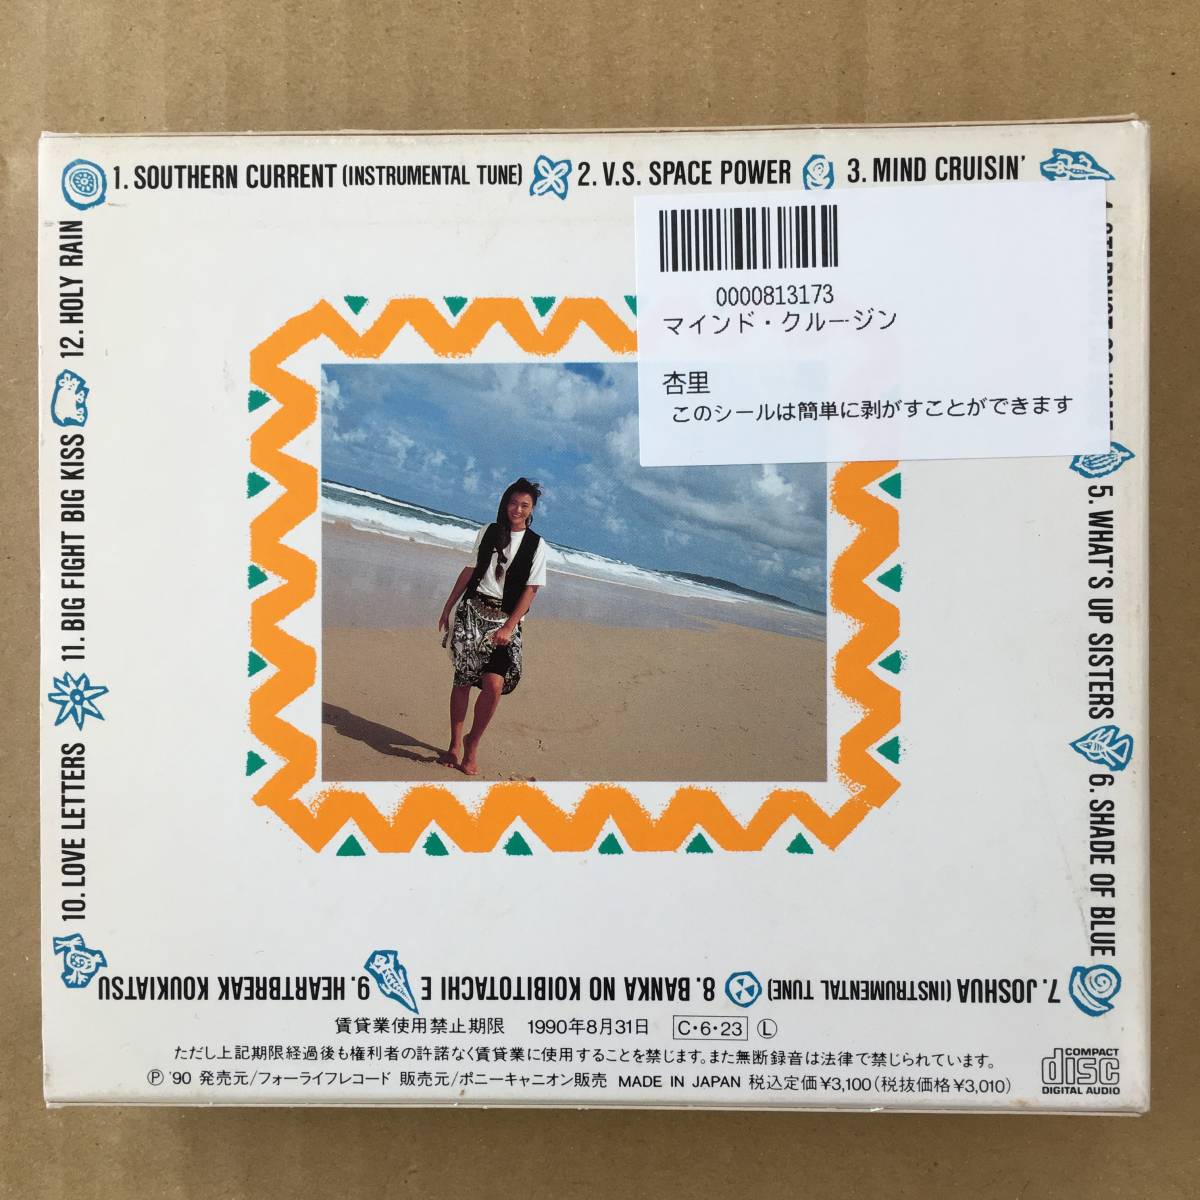 1. SOUTHERN CURRENT (INSTRUMENTAL TUNE)
2. V.S. SPACE POWER
3. MIND CRUISIN'
5. WHAT'S UP SISTERS
6. SHADE OF BLUE
7. JOSHUA (INSTRUMENTAL TUNE)
8. BANKA NO KOIBITOTACHI E
9. HEARTBREAK KOUKIATSU
10. LOVE LETTERS
11. BIG FIGHT BIG KISS
12. HOLY RAIN
0000813173
マインド・クルージン
杏里
このシールは簡単に剥がすことができます
賃貸業使用禁止期限 1990年8月31日 C・6・23 Ⓛ
ただし上記期限経過後も権利者の許諾なく賃貸業に使用することを禁じます。また無断録音は法律で禁じられています。
Ⓟ '90 発売元/フォーライフレコード 販売元/ポニーキャニオン販売 MADE IN JAPAN 税込定価¥3,100(税抜価格¥3,010)
COMPACT
disc
DIGITAL AUDIO